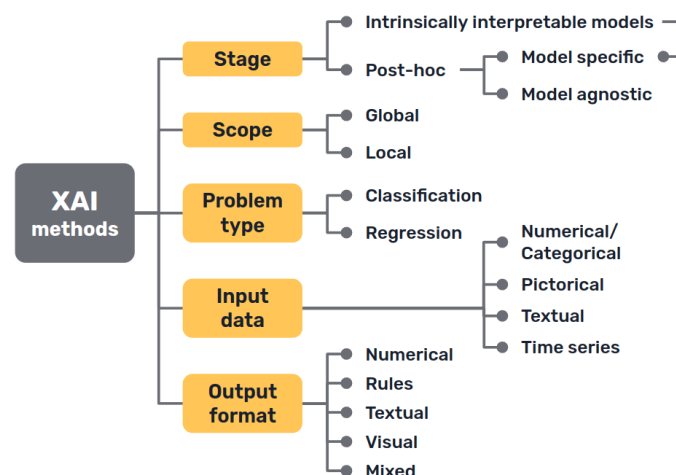 Intrinsically interpretable models
Stage
Post-hoc
Model specific
Model agnostic
Global
Scope
Local
XAI
methods
Problem
type
Classification
Regression
Input
data
Numerical/
Categorical
Pictorical
Textual
Time series
Output
format
Numerical
Rules
Textual
Visual
Mixed